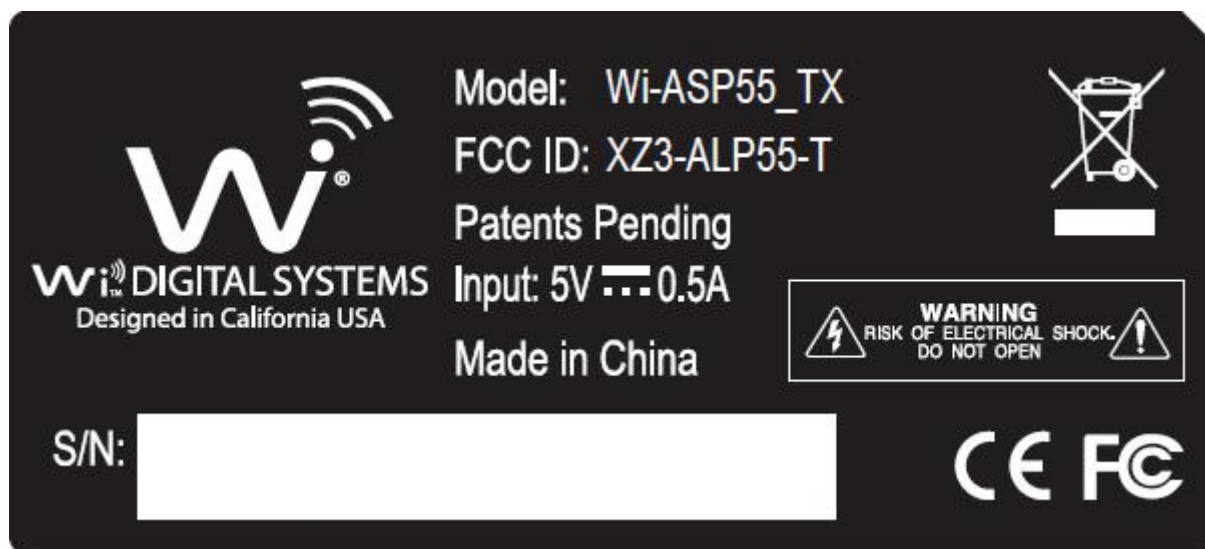 Wi®
Wi™ DIGITAL SYSTEMS
Designed in California USA
Model: Wi-ASP55_TX
FCC ID: XZ3-ALP55-T
Patents Pending
Input: 5V ⎓ 0.5A
Made in China
WARNING
RISK OF ELECTRICAL SHOCK.
DO NOT OPEN
S/N:
CE FC